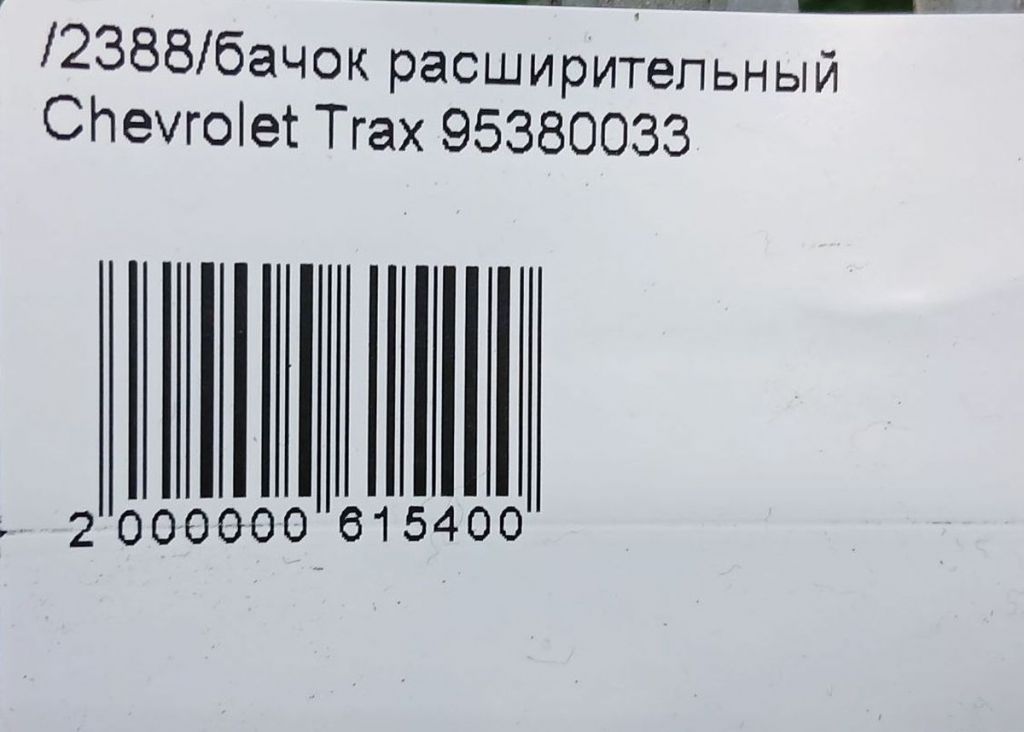 /2388/бачок расширительный
Chevrolet Trax 95380033
2 000000 615400